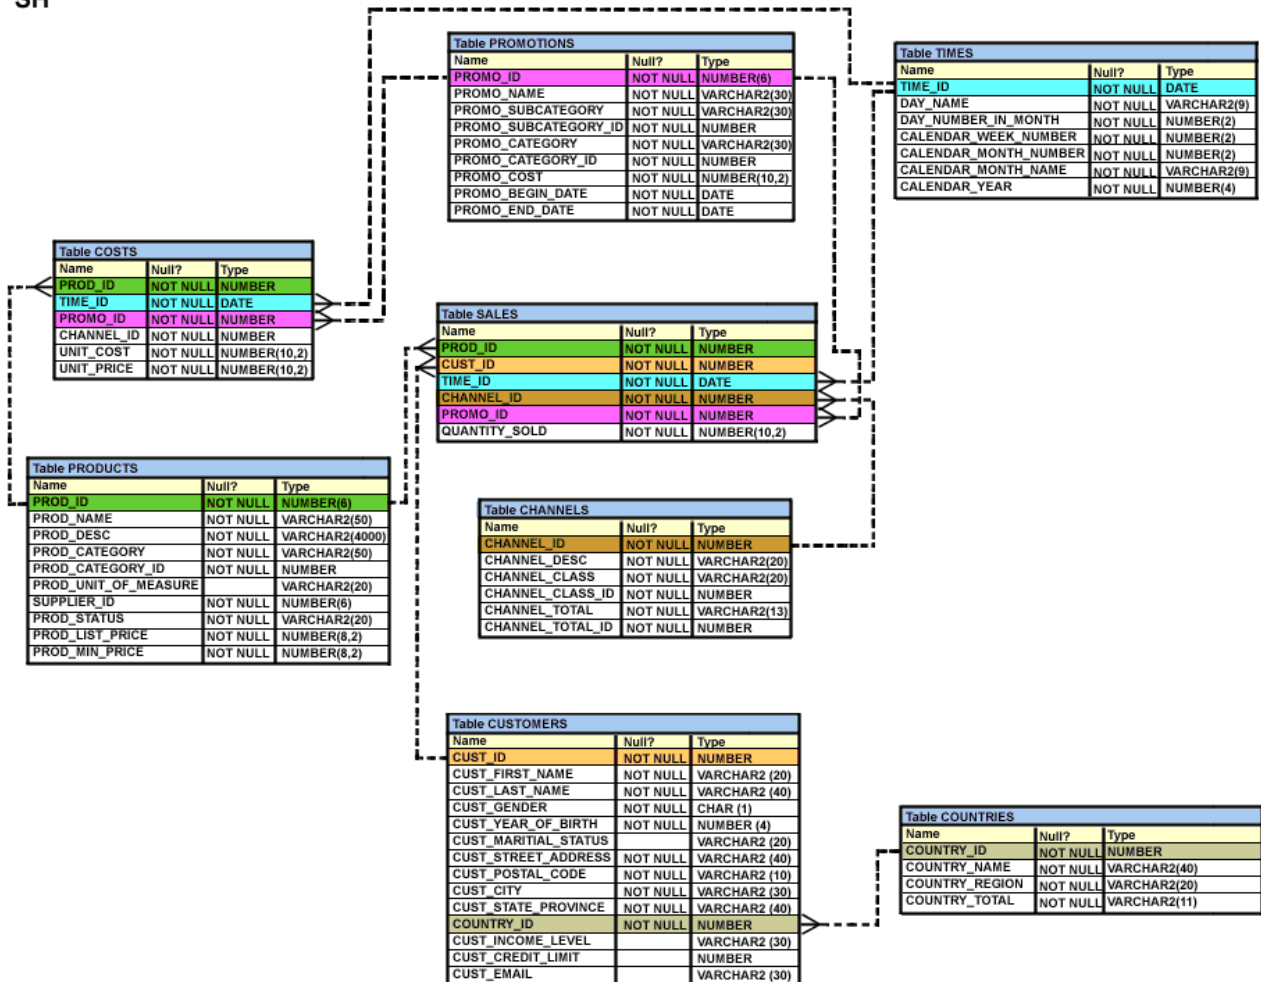 SH
Table PROMOTIONS
Name Null? Type
PROMO_ID NOT NULL NUMBER(6)
PROMO_NAME NOT NULL VARCHAR2(30)
PROMO_SUBCATEGORY NOT NULL VARCHAR2(30)
PROMO_SUBCATEGORY_ID NOT NULL NUMBER
PROMO_CATEGORY NOT NULL VARCHAR2(30)
PROMO_CATEGORY_ID NOT NULL NUMBER
PROMO_COST NOT NULL NUMBER(10,2)
PROMO_BEGIN_DATE NOT NULL DATE
PROMO_END_DATE NOT NULL DATE
Table TIMES
Name Null? Type
TIME_ID NOT NULL DATE
DAY_NAME NOT NULL VARCHAR2(9)
DAY_NUMBER_IN_MONTH NOT NULL NUMBER(2)
CALENDAR_WEEK_NUMBER NOT NULL NUMBER(2)
CALENDAR_MONTH_NUMBER NOT NULL NUMBER(2)
CALENDAR_MONTH_NAME NOT NULL VARCHAR2(9)
CALENDAR_YEAR NOT NULL NUMBER(4)
Table COSTS
Name Null? Type
PROD_ID NOT NULL NUMBER
TIME_ID NOT NULL DATE
PROMO_ID NOT NULL NUMBER
CHANNEL_ID NOT NULL NUMBER
UNIT_COST NOT NULL NUMBER(10,2)
UNIT_PRICE NOT NULL NUMBER(10,2)
Table SALES
Name Null? Type
PROD_ID NOT NULL NUMBER
CUST_ID NOT NULL NUMBER
TIME_ID NOT NULL DATE
CHANNEL_ID NOT NULL NUMBER
PROMO_ID NOT NULL NUMBER
QUANTITY_SOLD NOT NULL NUMBER(10,2)
Table PRODUCTS
Name Null? Type
PROD_ID NOT NULL NUMBER(6)
PROD_NAME NOT NULL VARCHAR2(50)
PROD_DESC NOT NULL VARCHAR2(4000)
PROD_CATEGORY NOT NULL VARCHAR2(50)
PROD_CATEGORY_ID NOT NULL NUMBER
PROD_UNIT_OF_MEASURE VARCHAR2(20)
SUPPLIER_ID NOT NULL NUMBER(6)
PROD_STATUS NOT NULL VARCHAR2(20)
PROD_LIST_PRICE NOT NULL NUMBER(8,2)
PROD_MIN_PRICE NOT NULL NUMBER(8,2)
Table CHANNELS
Name Null? Type
CHANNEL_ID NOT NULL NUMBER
CHANNEL_DESC NOT NULL VARCHAR2(20)
CHANNEL_CLASS NOT NULL VARCHAR2(20)
CHANNEL_CLASS_ID NOT NULL NUMBER
CHANNEL_TOTAL NOT NULL VARCHAR2(13)
CHANNEL_TOTAL_ID NOT NULL NUMBER
Table CUSTOMERS
Name Null? Type
CUST_ID NOT NULL NUMBER
CUST_FIRST_NAME NOT NULL VARCHAR2 (20)
CUST_LAST_NAME NOT NULL VARCHAR2 (40)
CUST_GENDER NOT NULL CHAR (1)
CUST_YEAR_OF_BIRTH NOT NULL NUMBER (4)
CUST_MARITIAL_STATUS VARCHAR2 (20)
CUST_STREET_ADDRESS NOT NULL VARCHAR2 (40)
CUST_POSTAL_CODE NOT NULL VARCHAR2 (10)
CUST_CITY NOT NULL VARCHAR2 (30)
CUST_STATE_PROVINCE NOT NULL VARCHAR2 (40)
COUNTRY_ID NOT NULL NUMBER
CUST_INCOME_LEVEL VARCHAR2 (30)
CUST_CREDIT_LIMIT NUMBER
CUST_EMAIL VARCHAR2 (30)
Table COUNTRIES
Name Null? Type
COUNTRY_ID NOT NULL NUMBER
COUNTRY_NAME NOT NULL VARCHAR2(40)
COUNTRY_REGION NOT NULL VARCHAR2(20)
COUNTRY_TOTAL NOT NULL VARCHAR2(11)